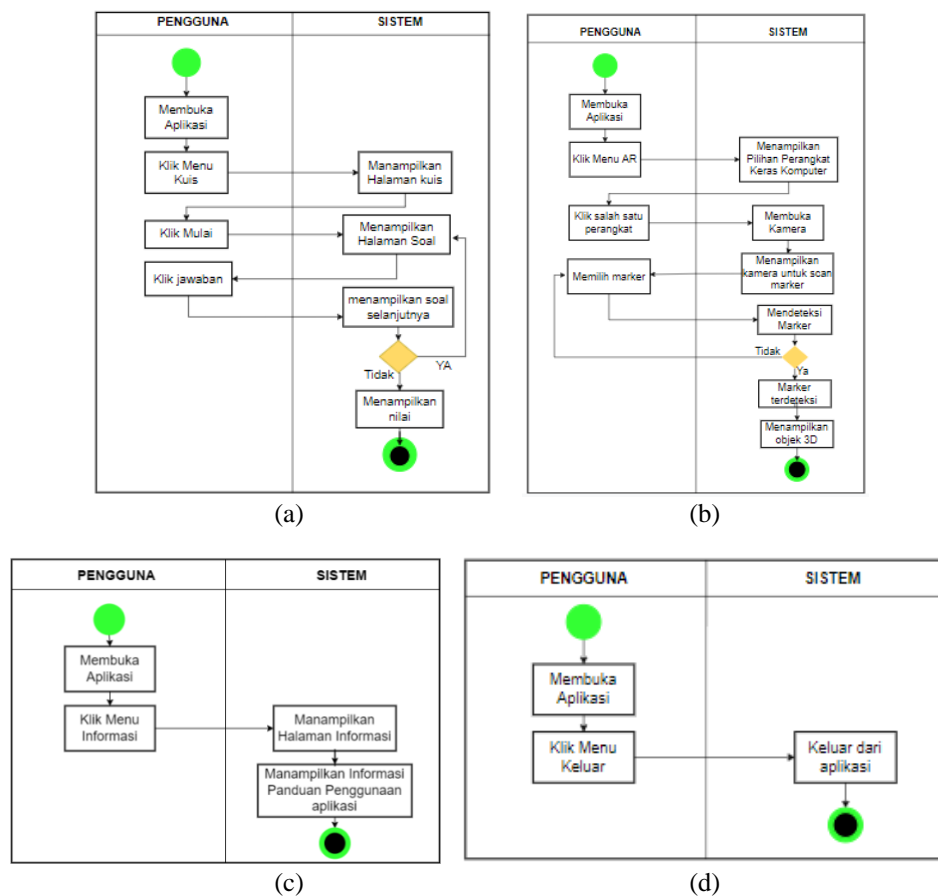 PENGGUNA
SISTEM
Membuka
Aplikasi
Klik Menu
Kuis
Manampilkan
Halaman kuis
Klik Mulai
Menampilkan
Halaman Soal
Klik jawaban
menampilkan soal
selanjutnya
YA
Tidak
Menampilkan
nilai
(a)
PENGGUNA
SISTEM
Membuka
Aplikasi
Klik Menu AR
Menampilkan
Pilihan Perangkat
Keras Komputer
Klik salah satu
perangkat
Membuka
Kamera
Menampilkan
kamera untuk scan
marker
Memilih marker
Mendeteksi
Marker
Tidak
Ya
Marker
terdeteksi
Menampilkan
objek 3D
(b)
PENGGUNA
SISTEM
Membuka
Aplikasi
Klik Menu
Informasi
Manampilkan
Halaman Informasi
Manampilkan Informasi
Panduan Penggunaan
aplikasi
(c)
PENGGUNA
SISTEM
Membuka
Aplikasi
Klik Menu
Keluar
Keluar dari
aplikasi
(d)